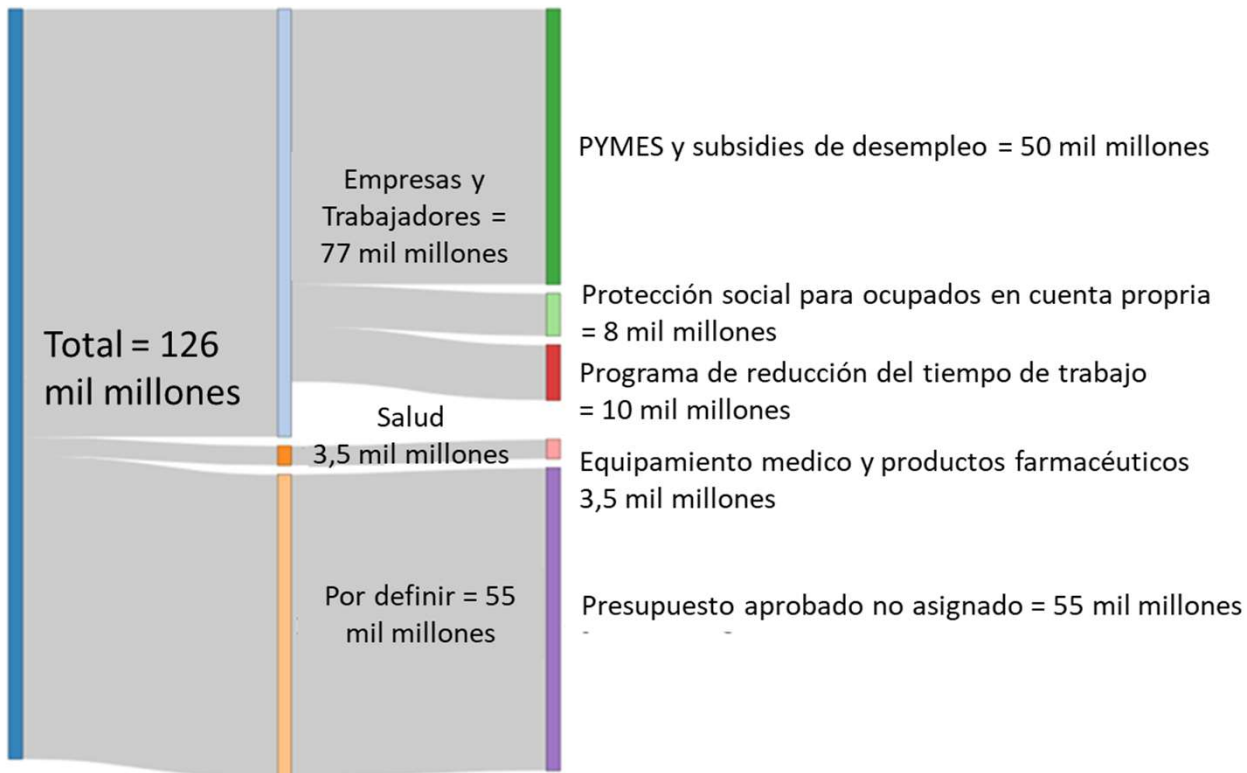 PYMES y subsidies de desempleo = 50 mil millones
Empresas y
Trabajadores =
77 mil millones
Protección social para ocupados en cuenta propria
= 8 mil millones
Total = 126
mil millones
Programa de reducción del tiempo de trabajo
= 10 mil millones
Salud
3,5 mil millones
Equipamiento medico y productos farmacéuticos
3,5 mil millones
Por definir = 55
mil millones
Presupuesto aprobado no asignado = 55 mil millones